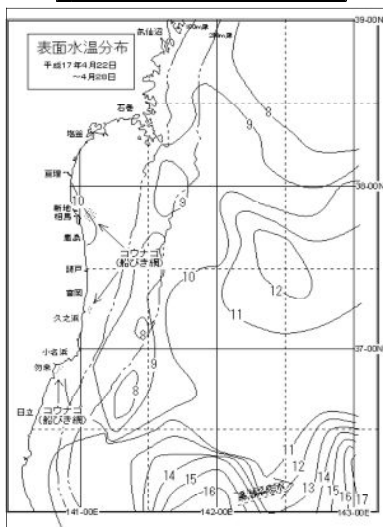 表面水温分布
平成17年4月22日
～4月28日
気仙沼
39-00N
石巻
塩釜
亘理
38-00N
新地
相馬
鹿島
請戸
富岡
久之浜
37-00N
小名浜
勿来
日立
コウナゴ
(船びき網)
コウナゴ
(船びき網)
8
9
10
9
10
11
12
8
9
8
11
12
13
14
15
16
17
14
15
16
141-00E
142-00E
143-00E